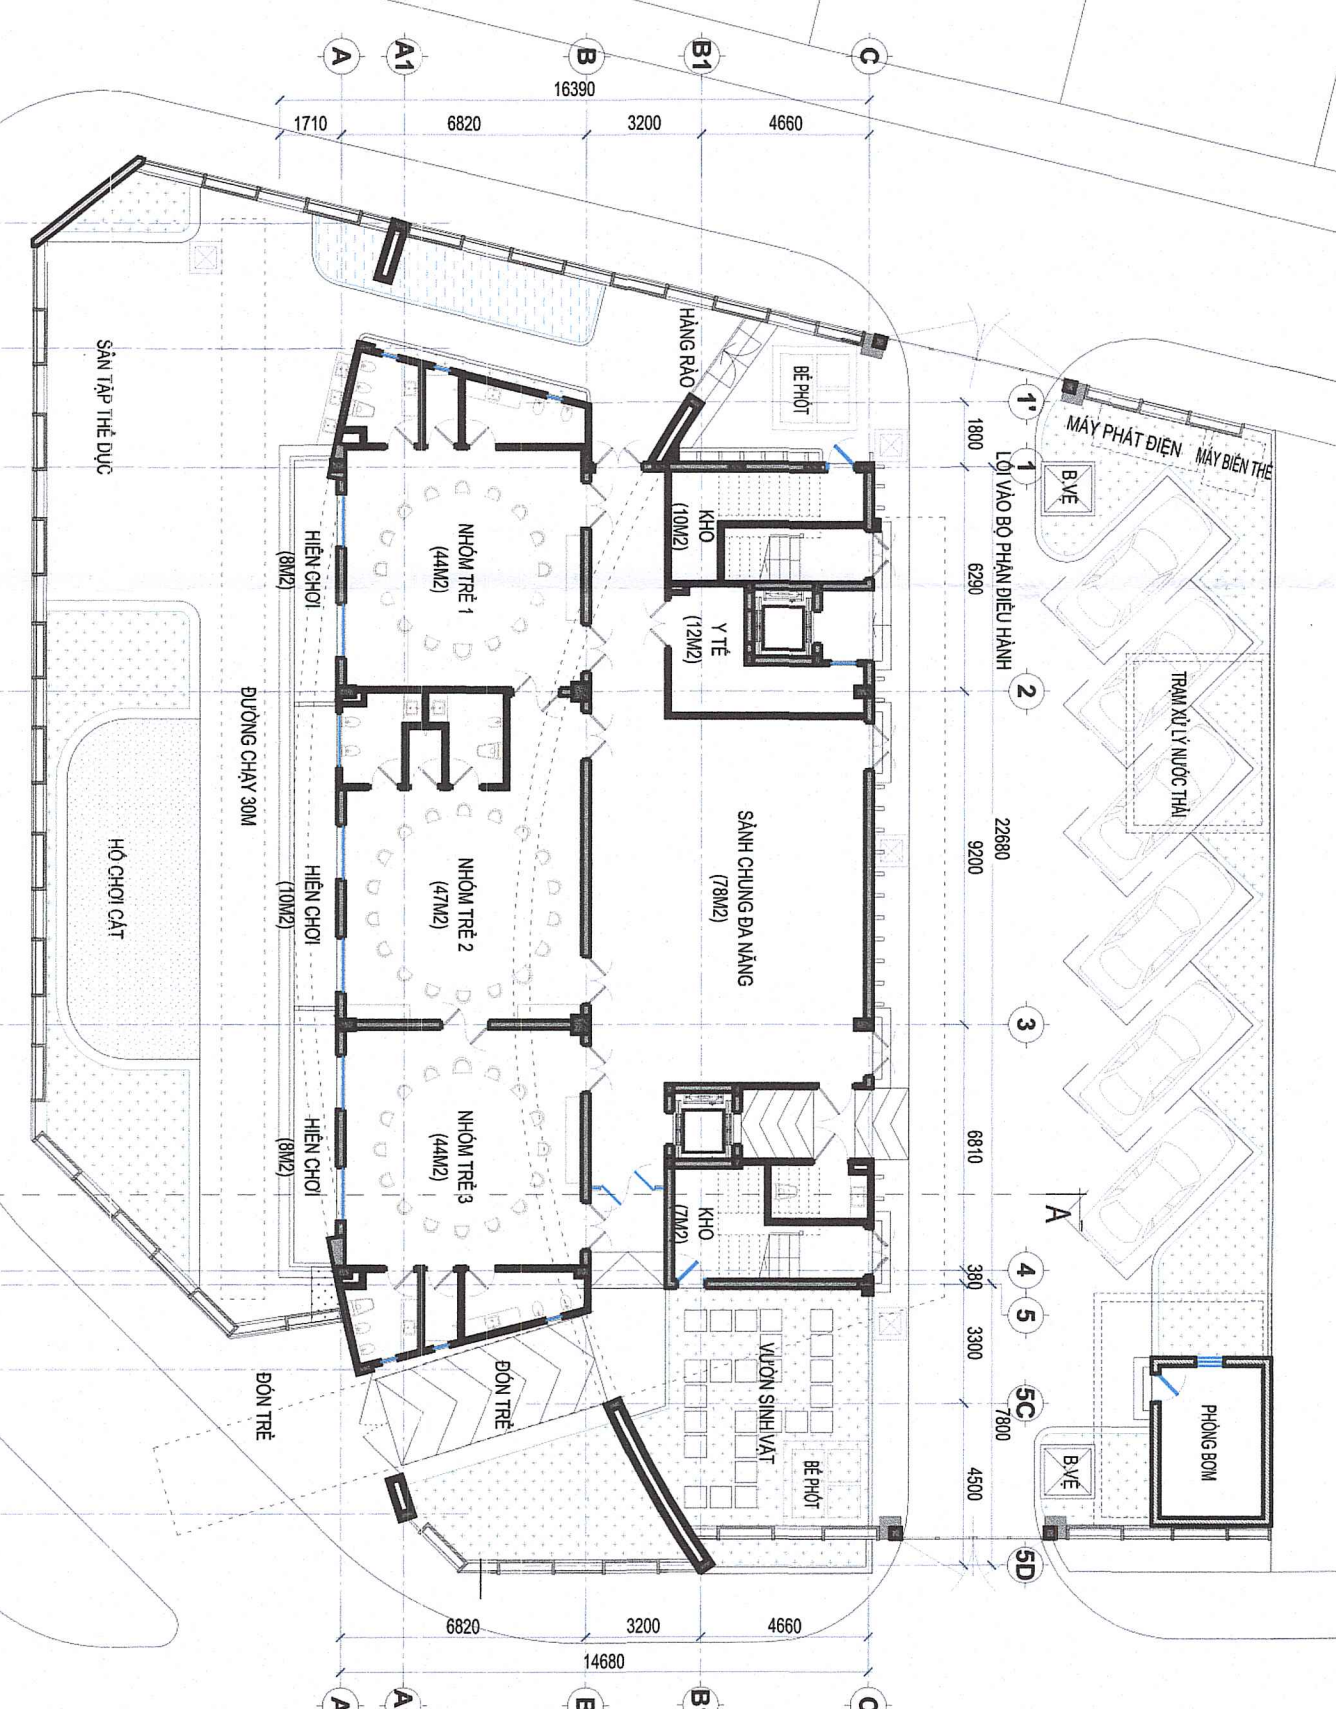 A
A1
B
B1
C
16390
1710
6820
3200
4660
HÀNG RÀO
BỂ PHỐT
1'
1800
MÁY PHÁT ĐIỆN
MÁY BIẾN THẾ
1
LỐI VÀO BỘ PHẬN ĐIỀU HÀNH
B.VỆ
SÂN TẬP THỂ DỤC
HIÊN CHƠI
(8M2)
NHÓM TRẺ 1
(44M2)
KHO
(10M2)
6290
Y TẾ
(12M2)
2
TRẠM XỬ LÝ NƯỚC THẢI
ĐƯỜNG CHẠY 30M
22680
9200
SẢNH CHUNG ĐA NĂNG
(78M2)
HỐ CHƠI CÁT
HIÊN CHƠI
(10M2)
NHÓM TRẺ 2
(47M2)
3
HIÊN CHƠI
(8M2)
NHÓM TRẺ 3
(44M2)
6810
KHO
(7M2)
A
4
380
5
3300
VƯỜN SINH VẬT
ĐÓN TRẺ
ĐÓN TRẺ
5C
7800
PHÒNG BƠM
BỂ PHỐT
4500
B.VỆ
5D
6820
3200
4660
14680
A
A
B
B
C